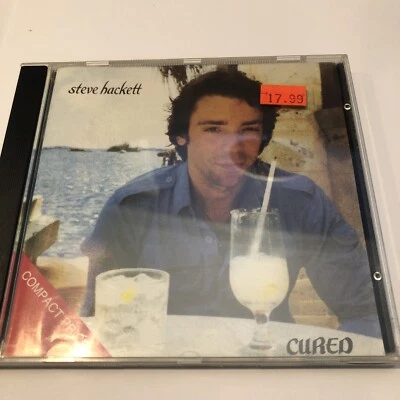 steve hackett
17.99
COMPACT
CURED